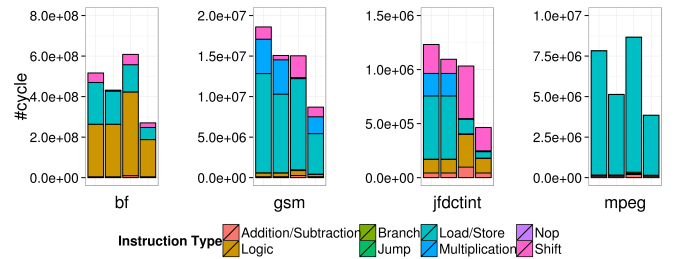 #cycle
8.0e+08
6.0e+08
4.0e+08
2.0e+08
0.0e+00
bf
2.0e+07
1.5e+07
1.0e+07
5.0e+06
0.0e+00
gsm
1.5e+06
1.0e+06
5.0e+05
0.0e+00
jfdctint
1.0e+07
7.5e+06
5.0e+06
2.5e+06
0.0e+00
mpeg
Instruction Type
Addition/Subtraction Branch Load/Store Nop
Logic Jump Multiplication Shift